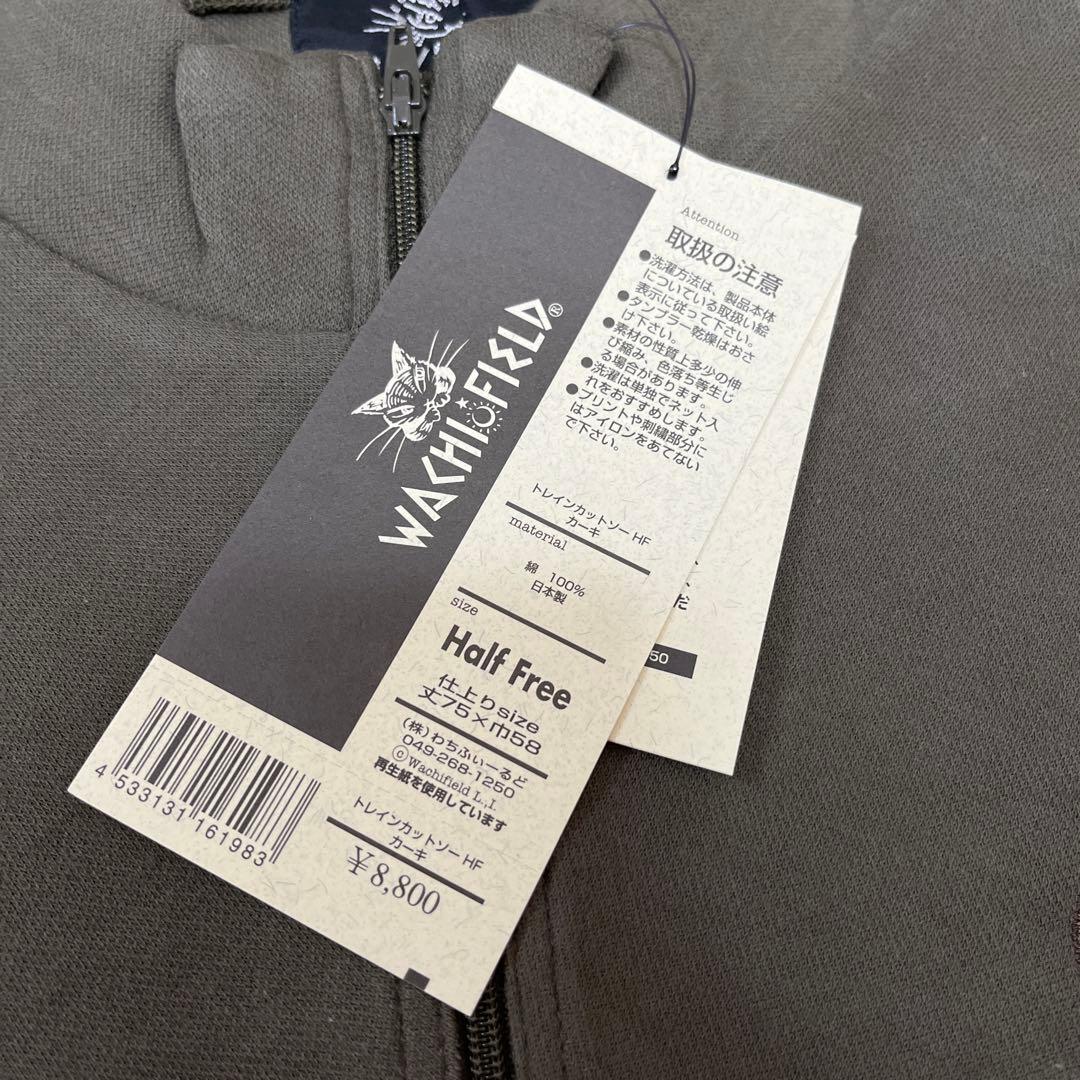 WACHIFIELD®
Attention
取扱の注意
●洗濯方法は、製品本体
についている取扱い絵
表示に従って下さい。
●タンブラー乾燥はおさ
け下さい。
●素材の性質上多少の伸
び縮み、色落ち等生じ
る場合があります。
●洗濯は単独でネット入
れをおすすめします。
●プリントや刺繍部分に
はアイロンをあてない
で下さい。
トレインカットソー HF
カーキ
material
綿 100%
日本製
size
Half Free
仕上りsize
丈75×巾58
(株)わちふぃーるど
049-268-1250
©Wachifield L.,I.
再生紙を使用しています
トレインカットソー HF
カーキ
¥8,800
4 533131 161983
だ
50